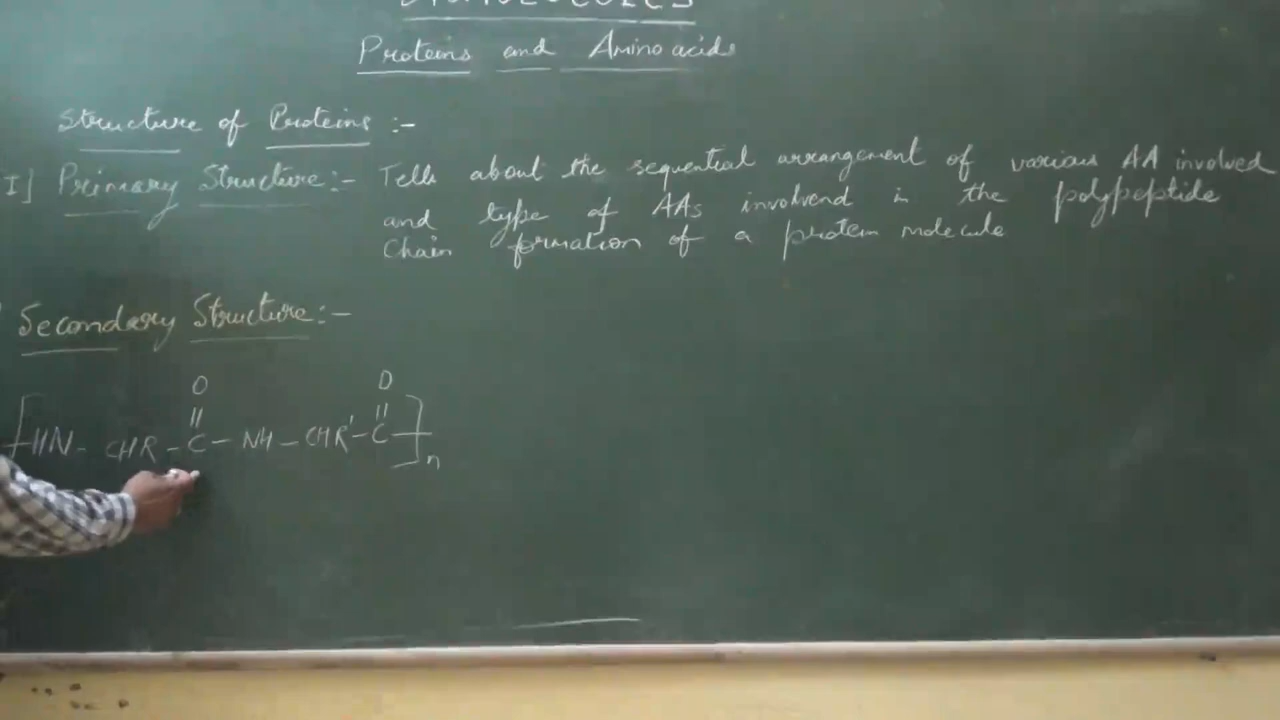 Proteins and Amino acids
Structure of Proteins :-
I] Primary Structure :- Tells about the sequential arrangement of various AA involved
and type of AAs involvend in the polypeptide
Chain formation of a protein molecule
Secondary Structure :-
O O
|| ||
[HN - CHR - C - NH - CHR' - C ]n